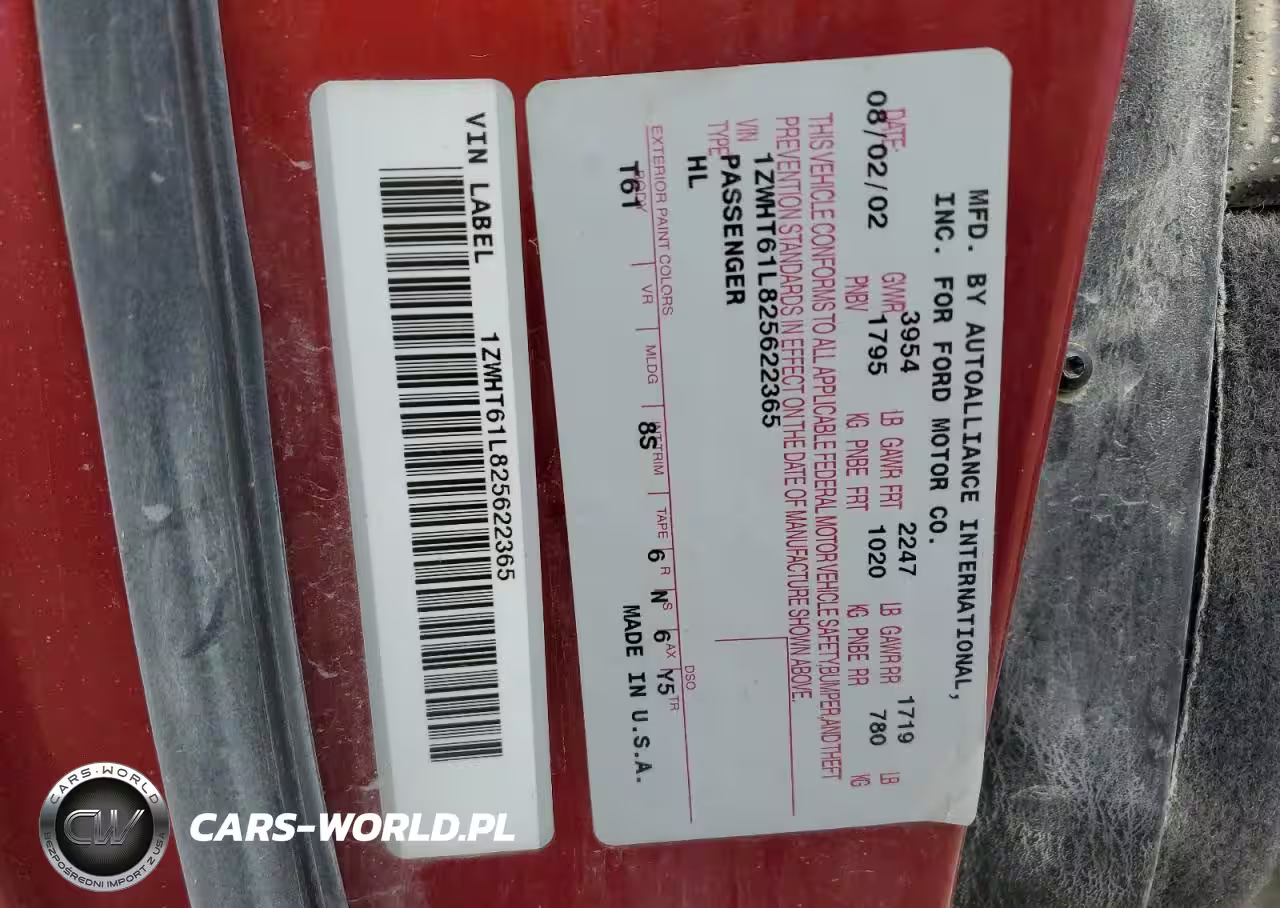 MFD. BY AUTOALLIANCE INTERNATIONAL,
INC. FOR FORD MOTOR CO.
DATE: GVWR 3954 LB GAWR FRT 2247 LB GAWR RR 1719 LB
08/02/02 PNBV 1795 KG PNBE FRT 1020 KG PNBE RR 780 KG
THIS VEHICLE CONFORMS TO ALL APPLICABLE FEDERAL MOTOR VEHICLE SAFETY, BUMPER, AND THEFT
PREVENTION STANDARDS IN EFFECT ON THE DATE OF MANUFACTURE SHOWN ABOVE.
VIN 1ZWHT61L825622365
TYPE PASSENGER
HL
EXTERIOR PAINT COLORS DSO
BODY VR MLDG INT TRIM TAPE R S AX TR
T61 8S 6 N 6 Y5
MADE IN U.S.A.
VIN LABEL 1ZWHT61L825622365
CARS-WORLD
CW
BEZPOŚREDNI IMPORT Z USA
CARS-WORLD.PL